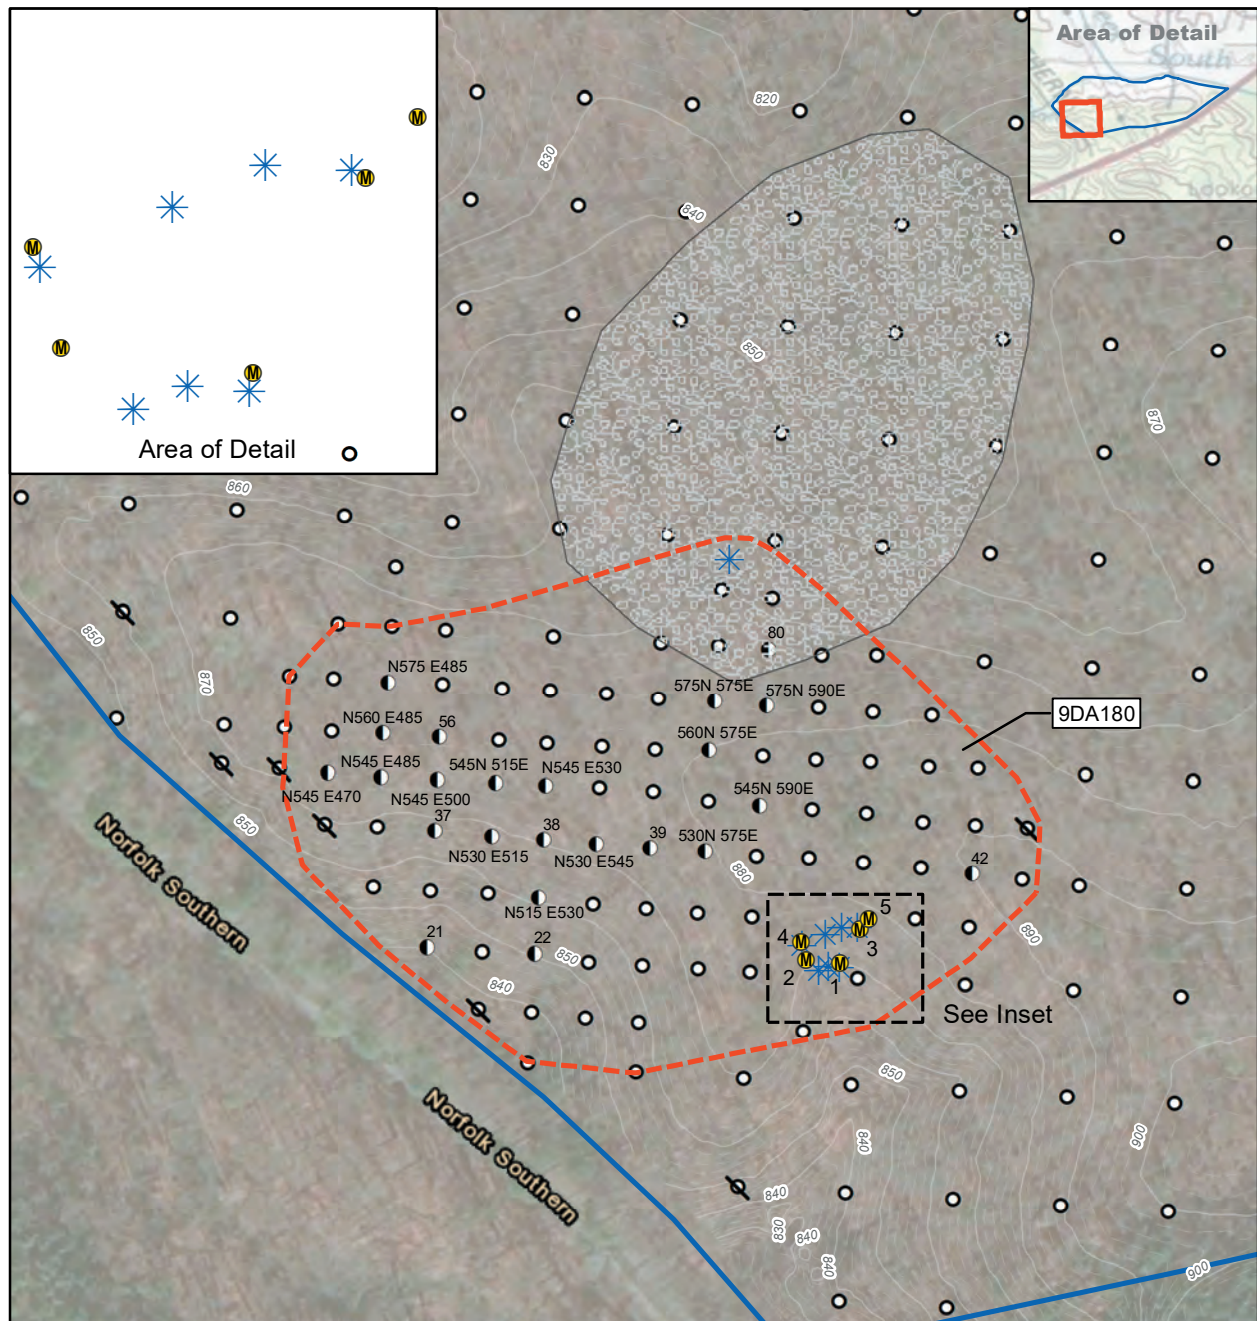 Area of Detail
South
LOOKO
M
M
M
M
M
M
Area of Detail
820
830
840
850
860
870
850
870
850
80
N575 E485
575N 575E
575N 590E
9DA180
N560 E485
56
560N 575E
N545 E485
545N 515E
N545 E530
N545 E470
N545 E500
545N 590E
37
38
39
530N 575E
N530 E515
N530 E545
42
880
N515 E530
21
22
850
840
890
5
M
M
4
M
3
M
M
2
1
See Inset
850
Norfolk Southern
Norfolk Southern
840
900
840
830
840
840
900